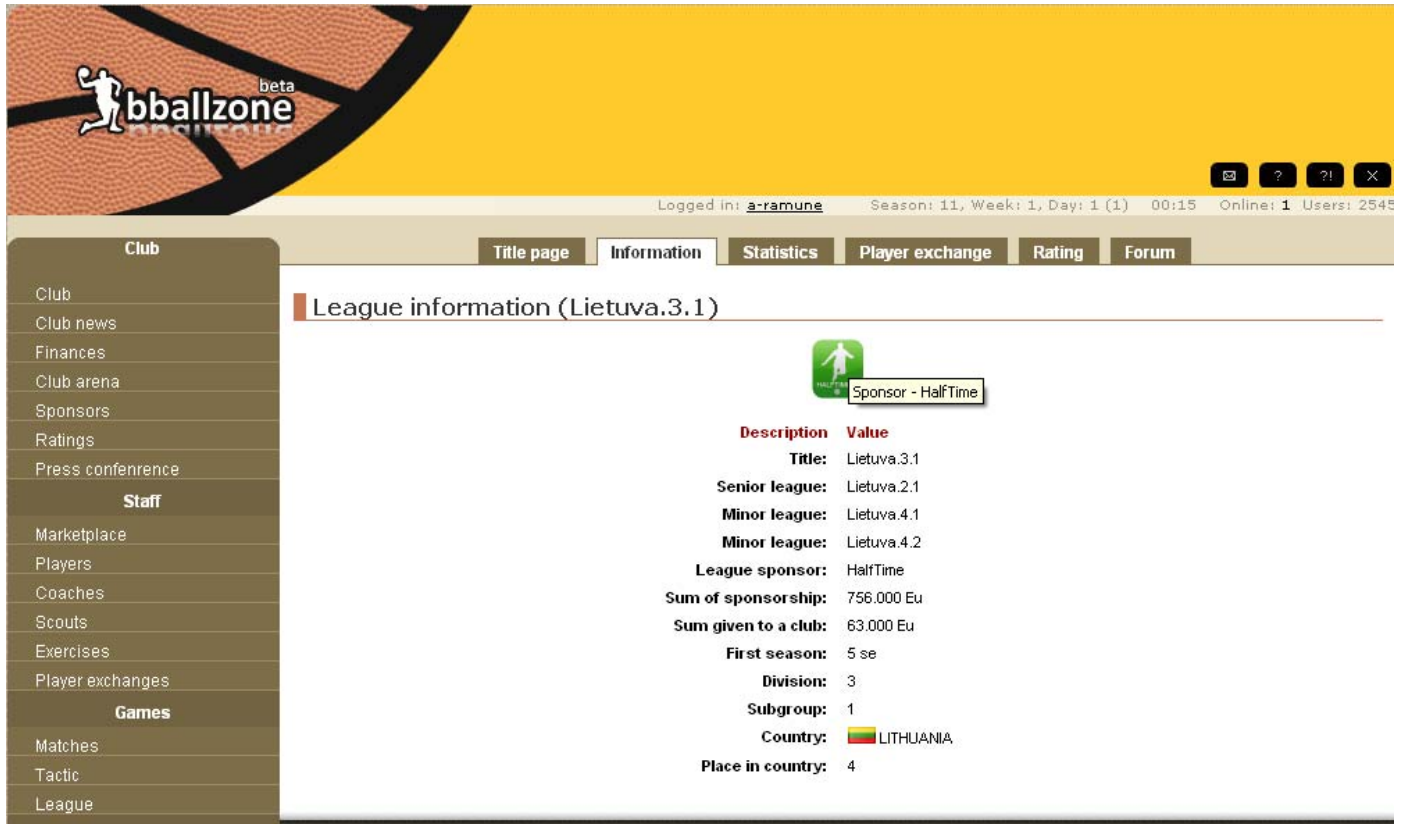 beta
bballzone
Logged in: a-ramune Season: 11, Week: 1, Day: 1 (1) 00:15 Online: 1 Users: 2545
Club
Title page Information Statistics Player exchange Rating Forum
Club
Club news
Finances
Club arena
Sponsors
Ratings
Press confenrence
Staff
Marketplace
Players
Coaches
Scouts
Exercises
Player exchanges
Games
Matches
Tactic
League
League information (Lietuva.3.1)
Sponsor - HalfTime
Description Value
Title: Lietuva.3.1
Senior league: Lietuva.2.1
Minor league: Lietuva.4.1
Minor league: Lietuva.4.2
League sponsor: HalfTime
Sum of sponsorship: 756.000 Eu
Sum given to a club: 63.000 Eu
First season: 5 se
Division: 3
Subgroup: 1
Country: LITHUANIA
Place in country: 4